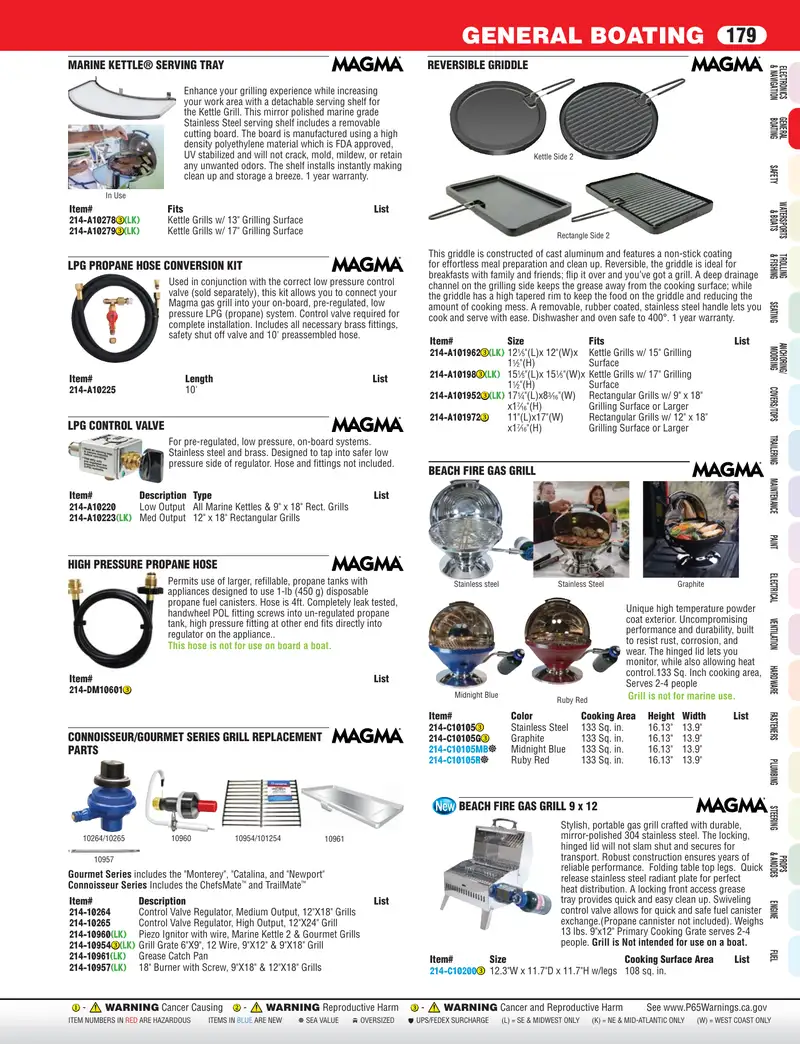 GENERAL BOATING 179
MARINE KETTLE® SERVING TRAY
MAGMA
Enhance your grilling experience while increasing
your work area with a detachable serving shelf for
the Kettle Grill. This mirror polished marine grade
Stainless Steel serving shelf includes a removable
cutting board. The board is manufactured using a high
density polyethylene material which is FDA approved,
UV stabilized and will not crack, mold, mildew, or retain
any unwanted odors. The shelf installs instantly making
clean up and storage a breeze. 1 year warranty.
In Use
Item# Fits List
214-A10278③(LK) Kettle Grills w/ 13" Grilling Surface
214-A10279③(LK) Kettle Grills w/ 17" Grilling Surface
LPG PROPANE HOSE CONVERSION KIT
MAGMA
Used in conjunction with the correct low pressure control
valve (sold separately), this kit allows you to connect your
Magma gas grill into your on-board, pre-regulated, low
pressure LPG (propane) system. Control valve required for
complete installation. Includes all necessary brass fittings,
safety shut off valve and 10' preassembled hose.
Item# Length List
214-A10225 10'
LPG CONTROL VALVE
MAGMA
For pre-regulated, low pressure, on-board systems.
Stainless steel and brass. Designed to tap into safer low
pressure side of regulator. Hose and fittings not included.
Item# Description Type List
214-A10220 Low Output All Marine Kettles & 9" x 18" Rect. Grills
214-A10223(LK) Med Output 12" x 18" Rectangular Grills
HIGH PRESSURE PROPANE HOSE
MAGMA
Permits use of larger, refillable, propane tanks with
appliances designed to use 1-lb (450 g) disposable
propane fuel canisters. Hose is 4ft. Completely leak tested,
handwheel POL fitting screws into un-regulated propane
tank, high pressure fitting at other end fits directly into
regulator on the appliance..
This hose is not for use on board a boat.
Item# List
214-DM10601③
CONNOISSEUR/GOURMET SERIES GRILL REPLACEMENT
PARTS
MAGMA
10264/10265 10960 10954/101254 10961
10957
Gourmet Series includes the "Monterey", "Catalina, and "Newport"
Connoisseur Series Includes the ChefsMate™ and TrailMate™
Item# Description List
214-10264 Control Valve Regulator, Medium Output, 12"X18" Grills
214-10265 Control Valve Regulator, High Output, 12"X24" Grill
214-10960(LK) Piezo Ignitor with wire, Marine Kettle 2 & Gourmet Grills
214-10954③(LK) Grill Grate 6"X9", 12 Wire, 9"X12" & 9"X18" Grill
214-10961(LK) Grease Catch Pan
214-10957(LK) 18" Burner with Screw, 9"X18" & 12"X18" Grills
REVERSIBLE GRIDDLE
MAGMA
Kettle Side 2
Rectangle Side 2
This griddle is constructed of cast aluminum and features a non-stick coating
for effortless meal preparation and clean up. Reversible, the griddle is ideal for
breakfasts with family and friends; flip it over and you've got a grill. A deep drainage
channel on the grilling side keeps the grease away from the cooking surface; while
the griddle has a high tapered rim to keep the food on the griddle and reducing the
amount of cooking mess. A removable, rubber coated, stainless steel handle lets you
cook and serve with ease. Dishwasher and oven safe to 400°. 1 year warranty.
Item# Size Fits List
214-A101962③(LK) Kettle Grills w/ 15" Grilling
Surface
214-A10198③(LK) Kettle Grills w/ 17" Grilling
1½"(H) Surface
214-A101952③(LK) Rectangular Grills w/ 9" x 18"
Grilling Surface or Larger
214-A101972③ 11"(L)x17"(W) Rectangular Grills w/ 12" x 18"
Grilling Surface or Larger
BEACH FIRE GAS GRILL
MAGMA
Stainless steel Stainless Steel Graphite
Midnight Blue Ruby Red
Unique high temperature powder
coat exterior. Uncompromising
performance and durability, built
to resist rust, corrosion, and
wear. The hinged lid lets you
monitor, while also allowing heat
control.133 Sq. Inch cooking area,
Serves 2-4 people
Grill is not for marine use.
Item# Color Cooking Area Height Width List
214-C10105③ Stainless Steel 133 Sq. in. 16.13" 13.9"
214-C10105G③ Graphite 133 Sq. in. 16.13" 13.9"
214-C10105MB Midnight Blue 133 Sq. in. 16.13" 13.9"
214-C10105R Ruby Red 133 Sq. in. 16.13" 13.9"
New BEACH FIRE GAS GRILL 9 x 12
MAGMA
Stylish, portable gas grill crafted with durable,
mirror-polished 304 stainless steel. The locking,
hinged lid will not slam shut and secures for
transport. Robust construction ensures years of
reliable performance. Folding table top legs. Quick
release stainless steel radiant plate for perfect
heat distribution. A locking front access grease
tray provides quick and easy clean up. Swiveling
control valve allows for quick and safe fuel canister
exchange.(Propane cannister not included). Weighs
13 lbs. 9"x12" Primary Cooking Grate serves 2-4
people. Grill is Not intended for use on a boat.
Item# Size Cooking Surface Area List
214-C10200③ 12.3"W x 11.7"D x 11.7"H w/legs 108 sq. in.
ELECTRONICS
& NAVIGATION
GENERAL
BOATING
SAFETY
WATERSPORTS
& BOATS
TROLLING
& FISHING
SEATING
ANCHORING/
MOORING
COVERS/TOPS
TRAILERING
MAINTENANCE
PAINT
ELECTRICAL
VENTILATION
HARDWARE
FASTENERS
PLUMBING
STEERING
PROPS
& ANODES
ENGINE
FUEL
① - WARNING Cancer Causing ② - WARNING Reproductive Harm ③ - WARNING Cancer and Reproductive Harm See www.P65Warnings.ca.gov
ITEM NUMBERS IN RED ARE HAZARDOUS ITEMS IN BLUE ARE NEW SEA VALUE OVERSIZED UPS/FEDEX SURCHARGE (L) = SE & MIDWEST ONLY (K) = NE & MID-ATLANTIC ONLY (W) = WEST COAST ONLY